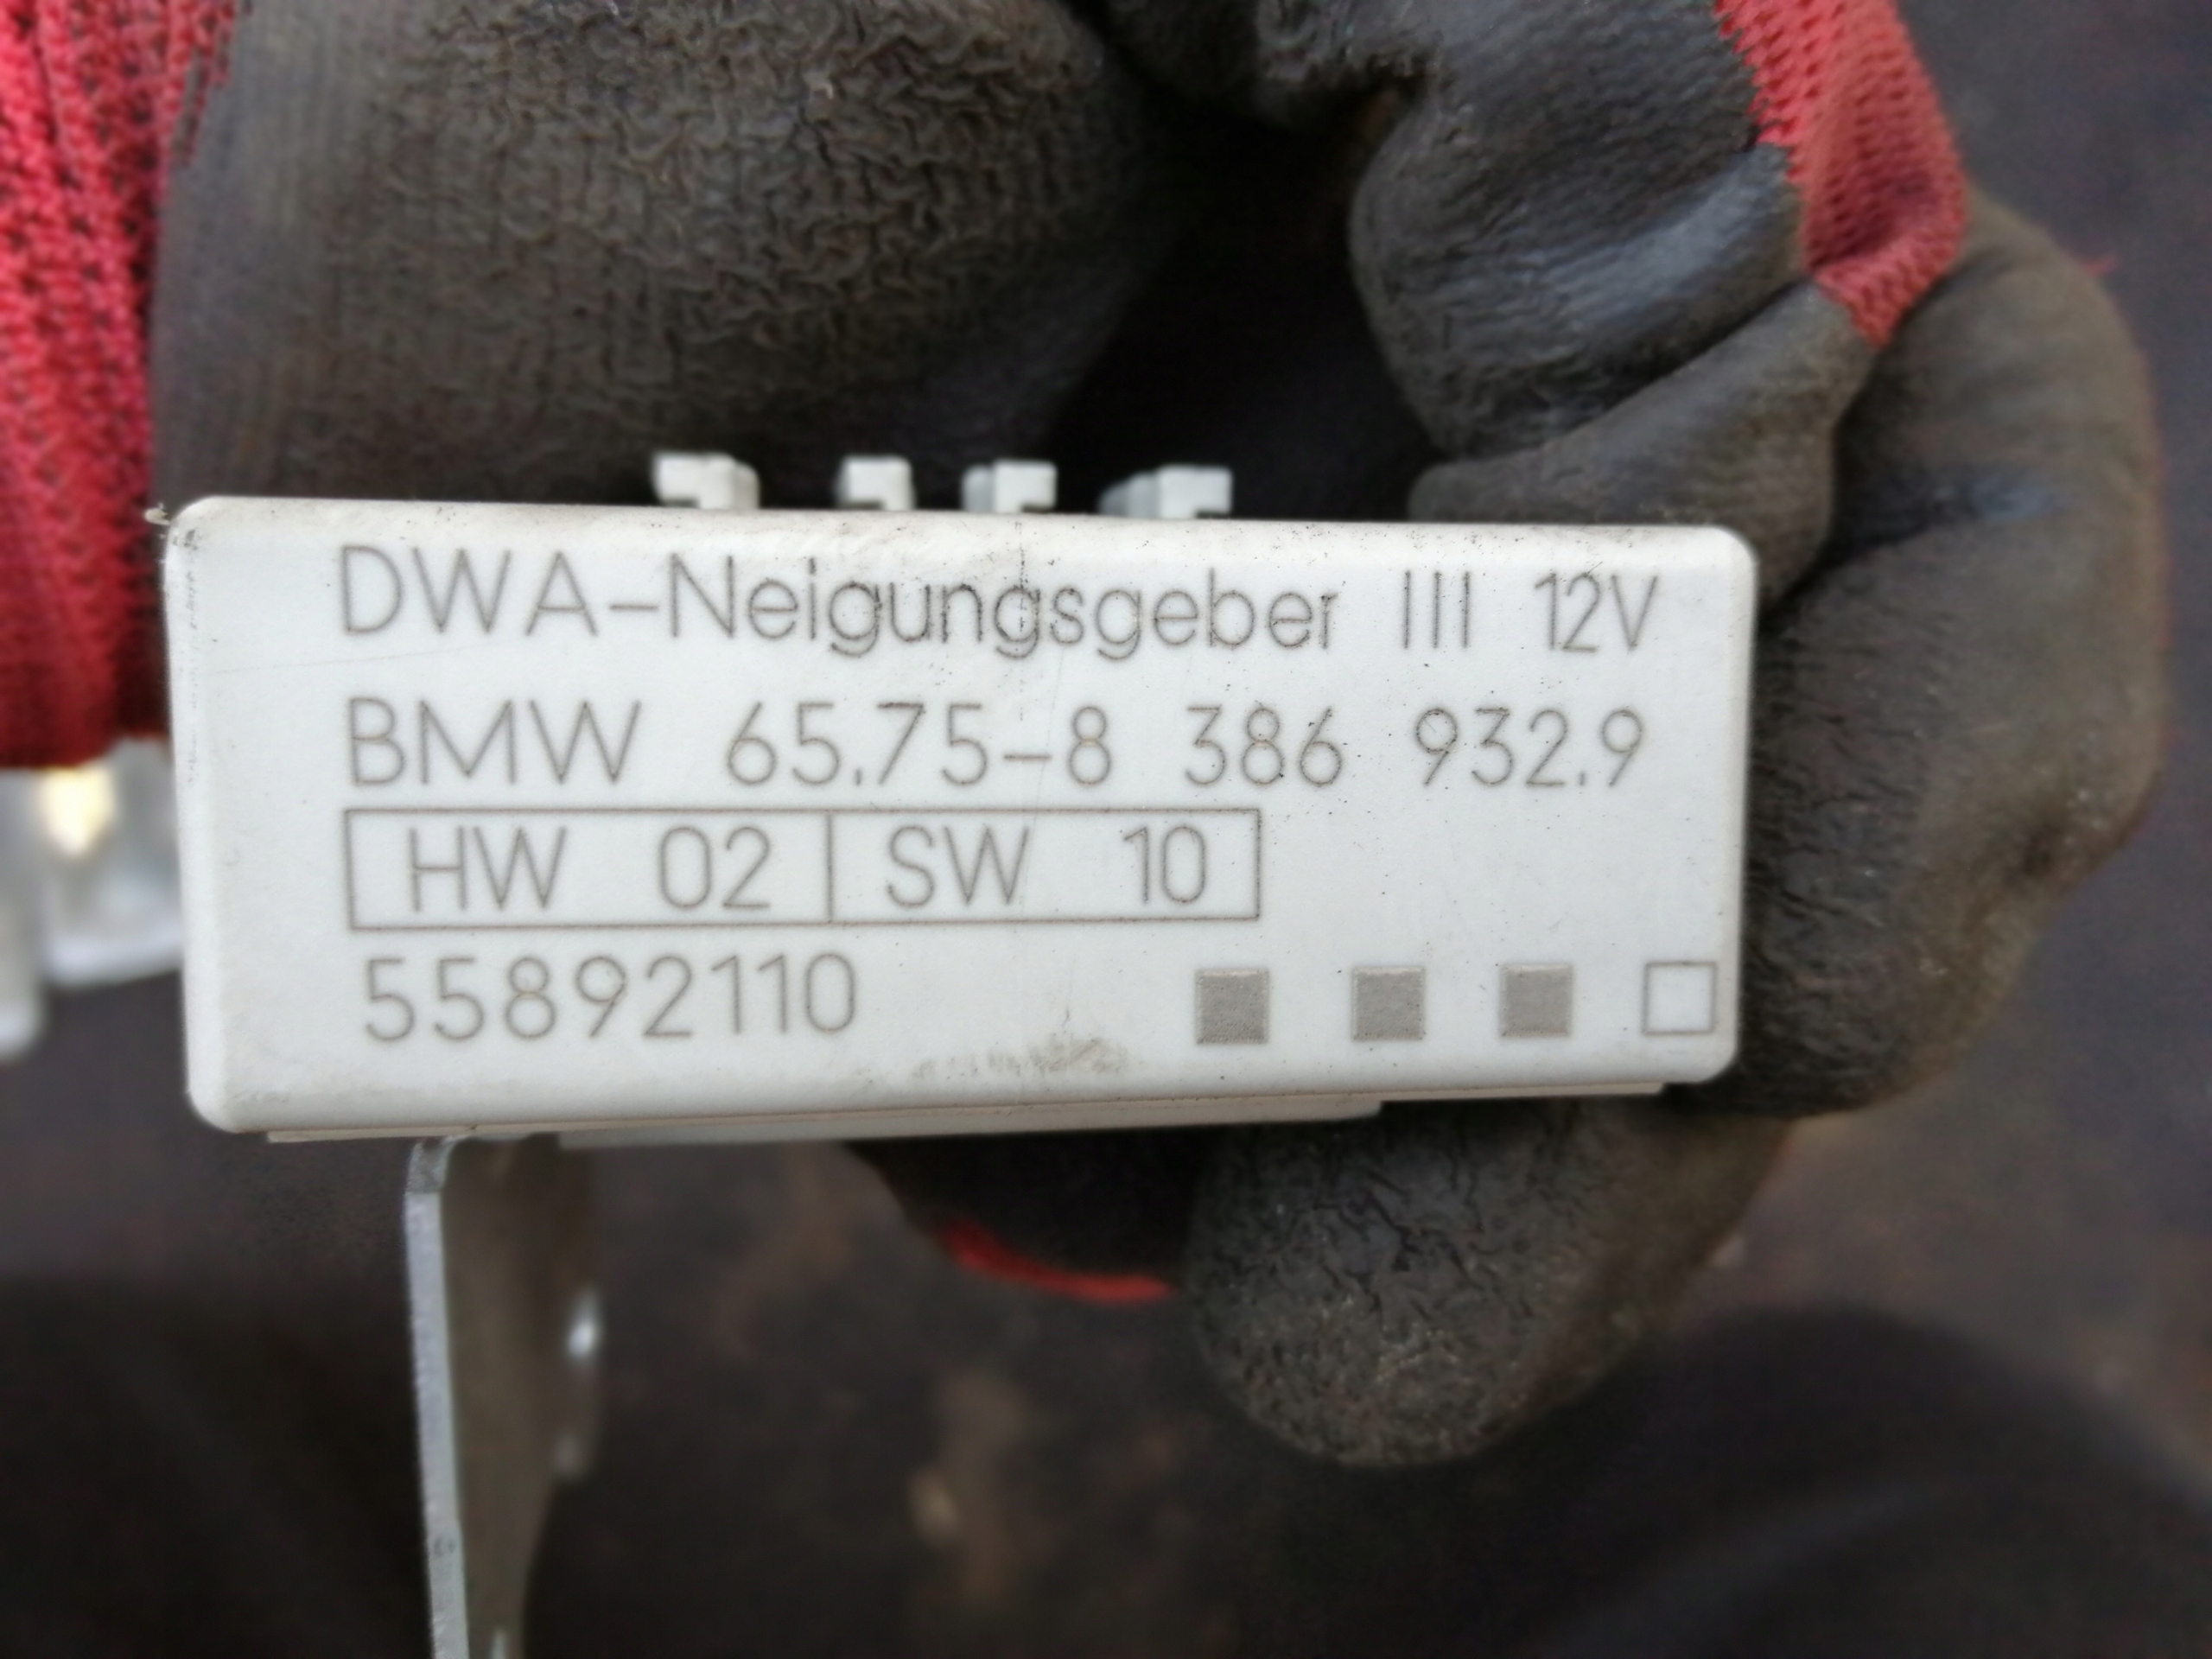 DWA-Neigungsgeber III 12V
BMW 65.75-8 386 932.9
HW 02 SW 10
55892110